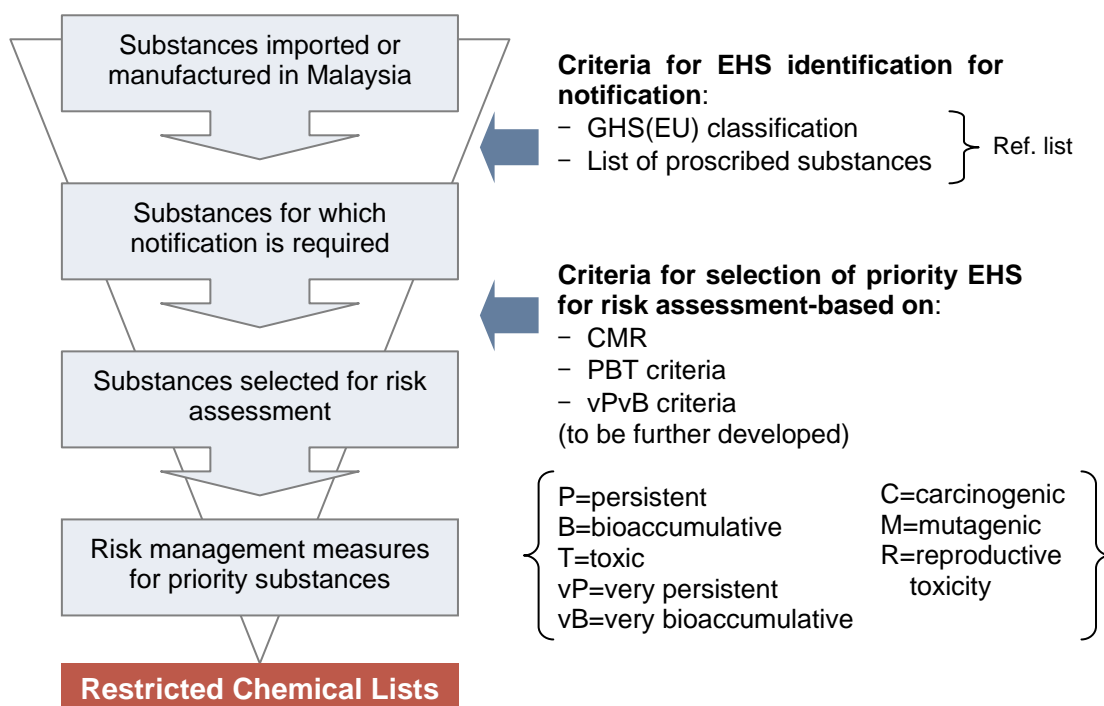 Substances imported or
manufactured in Malaysia
Criteria for EHS identification for
notification:
- GHS(EU) classification
- List of proscribed substances
Ref. list
Substances for which
notification is required
Criteria for selection of priority EHS
for risk assessment-based on:
- CMR
- PBT criteria
- vPvB criteria
(to be further developed)
Substances selected for risk
assessment
P=persistent
B=bioaccumulative
T=toxic
vP=very persistent
vB=very bioaccumulative
C=carcinogenic
M=mutagenic
R=reproductive
toxicity
Risk management measures
for priority substances
Restricted Chemical Lists